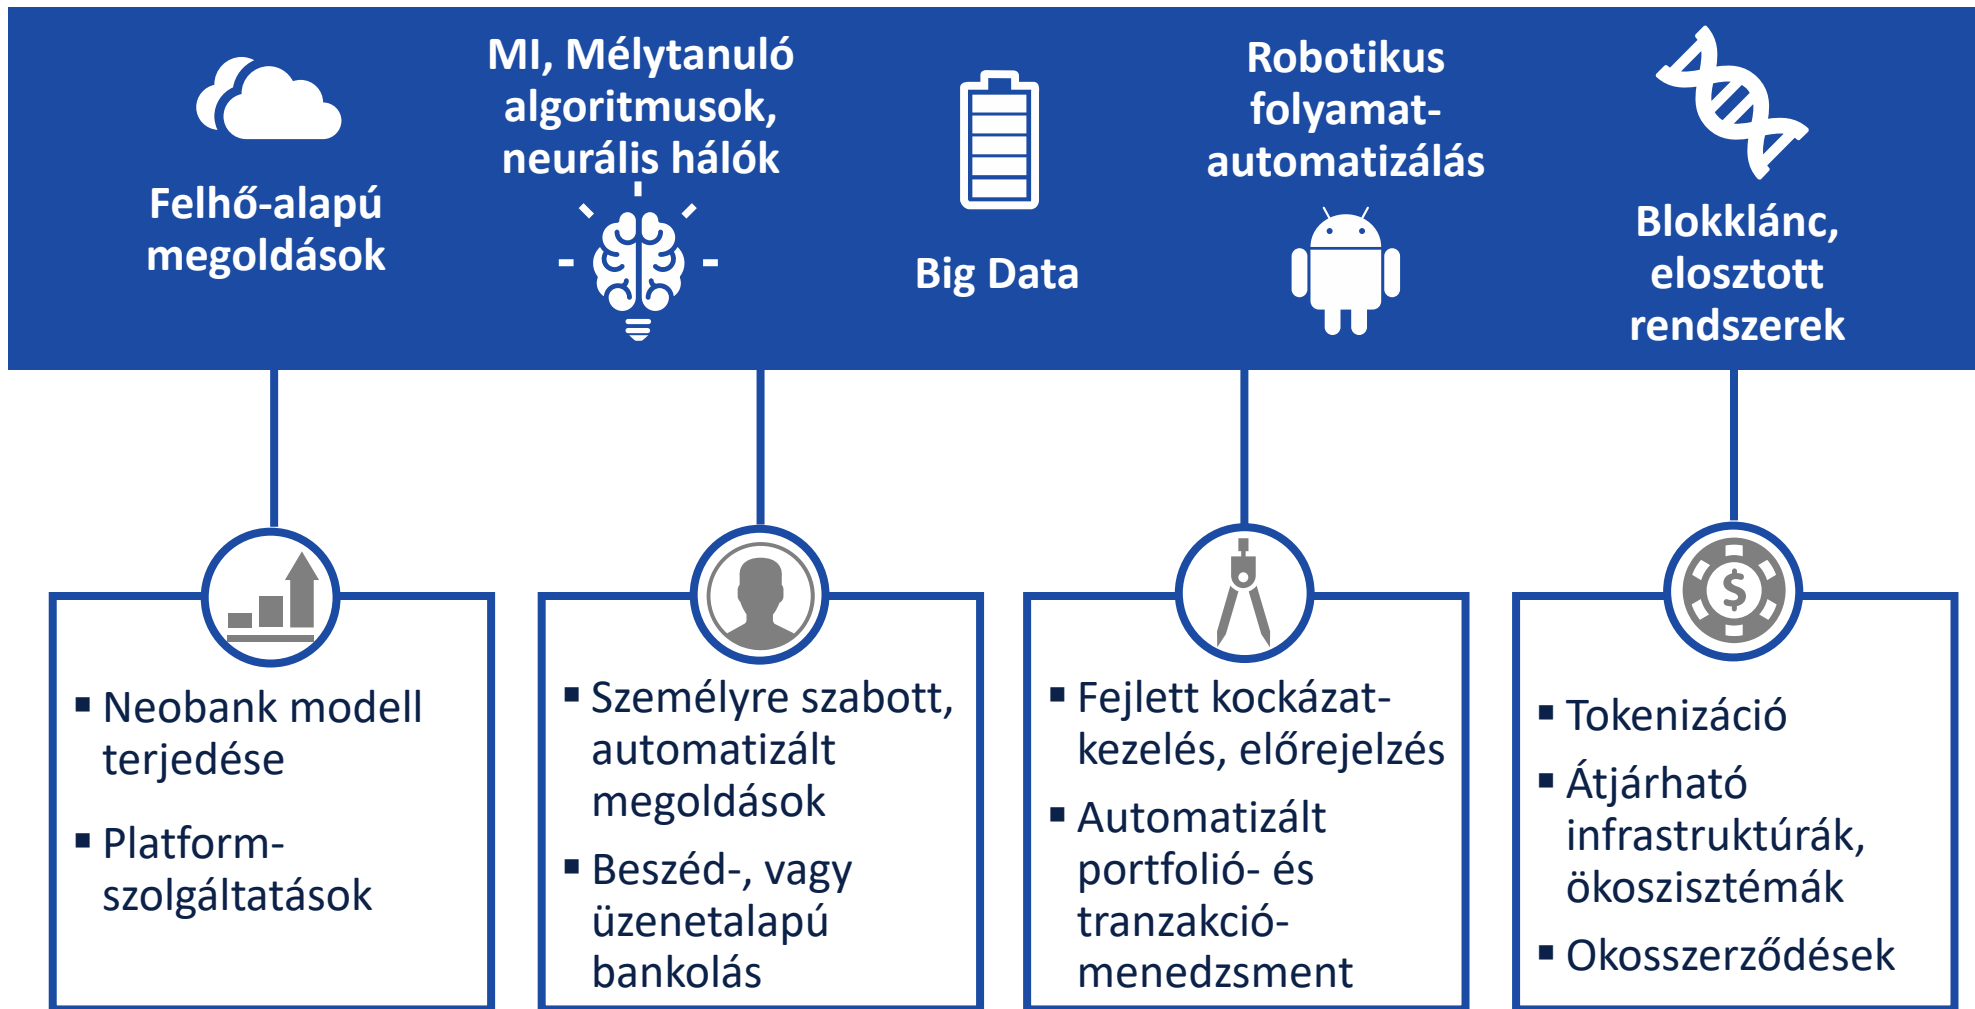 Felhő-alapú
megoldások
MI, Mélytanuló
algoritmusok,
neurális hálók
Big Data
Robotikus
folyamat-
automatizálás
Blokklánc,
elosztott
rendszerek
▪ Neobank modell
terjedése
▪ Platform-
szolgáltatások
▪ Személyre szabott,
automatizált
megoldások
▪ Beszéd-, vagy
üzenetalapú
bankolás
▪ Fejlett kockázat-
kezelés, előrejelzés
▪ Automatizált
portfolió- és
tranzakció-
menedzsment
$
▪ Tokenizáció
▪ Átjárható
infrastruktúrák,
ökoszisztémák
▪ Okosszerződések